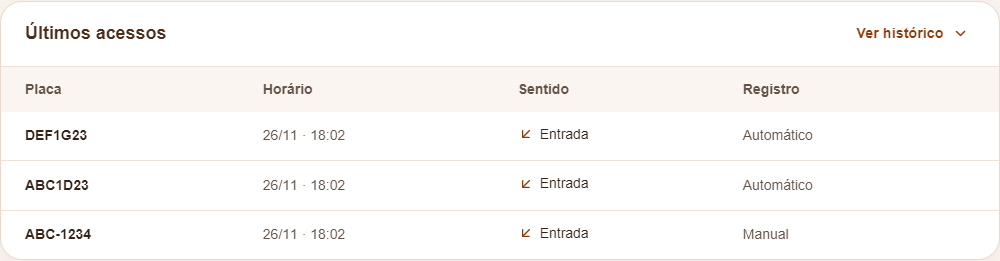 Últimos acessos Ver histórico
Placa Horário Sentido Registro
DEF1G23 26/11 · 18:02 Entrada Automático
ABC1D23 26/11 · 18:02 Entrada Automático
ABC-1234 26/11 · 18:02 Entrada Manual